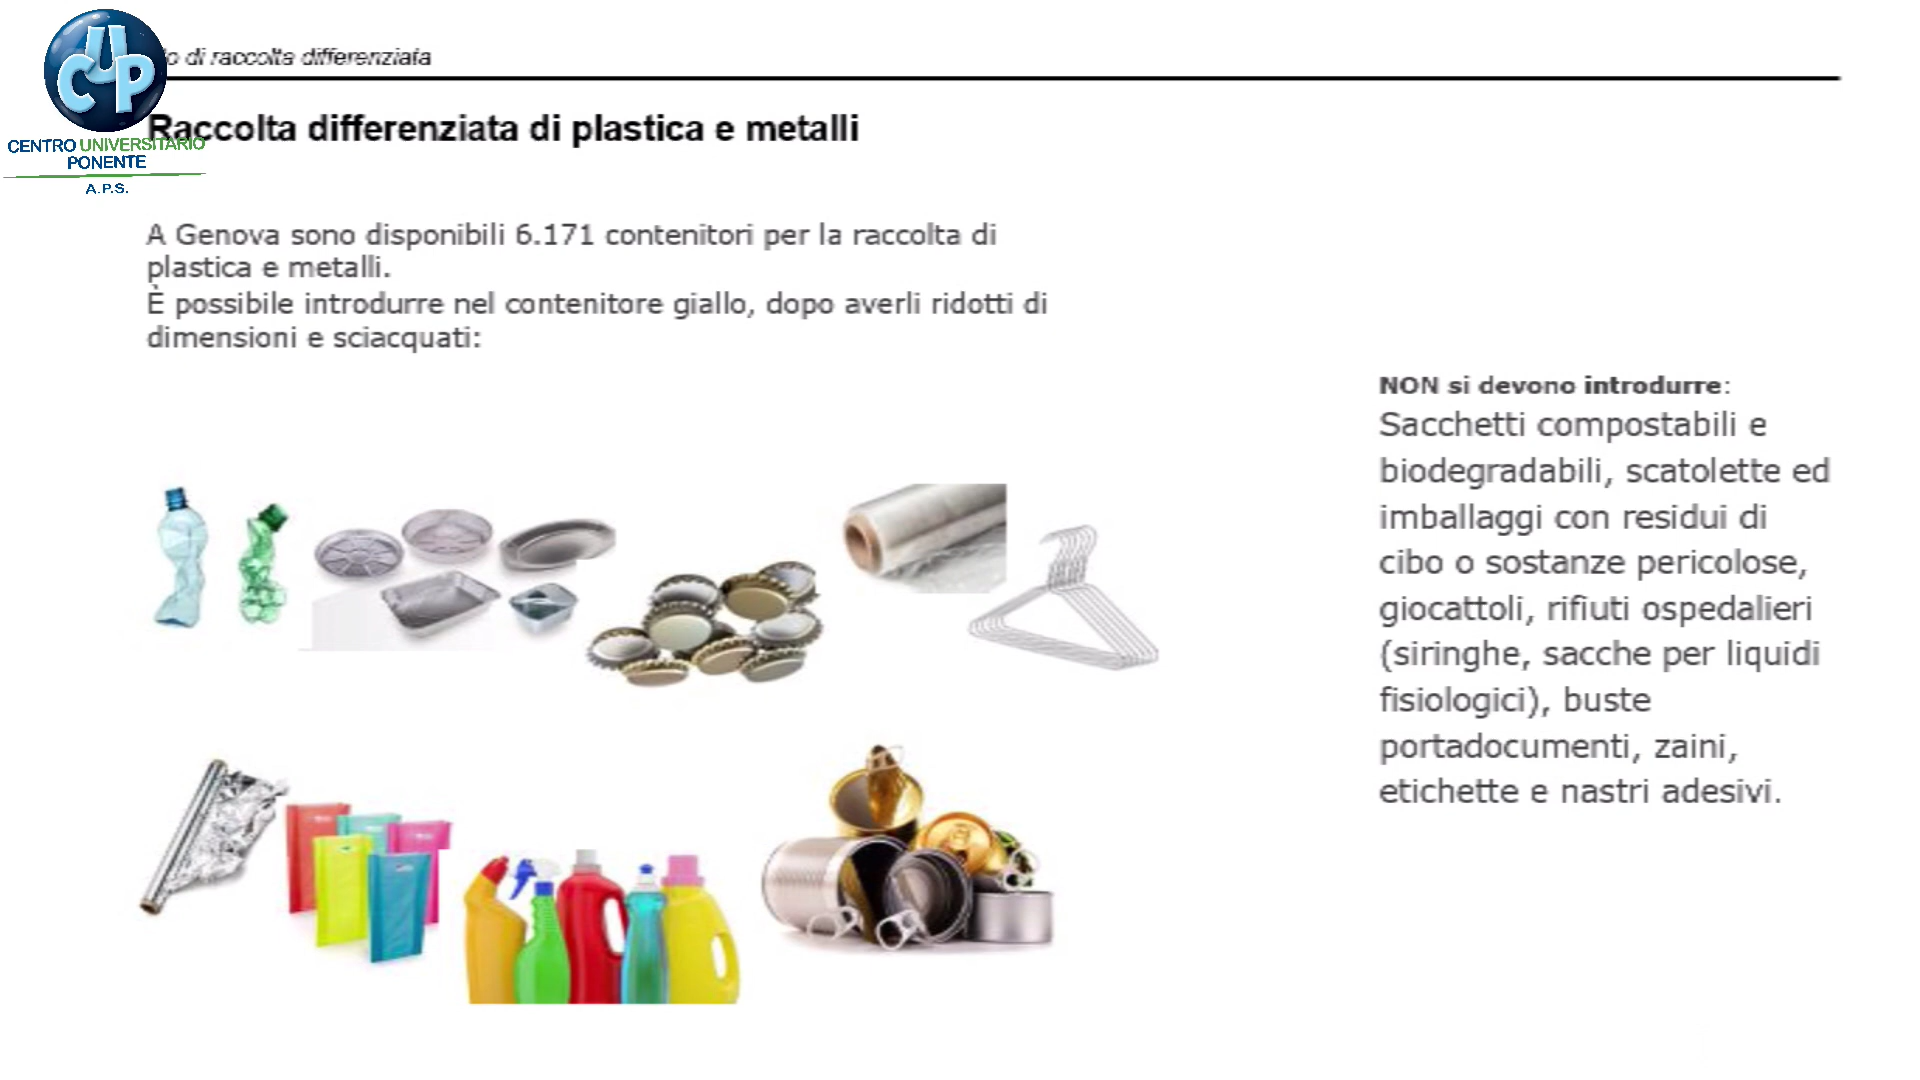 di raccolta differenziata
CUP
CENTRO UNIVERSITARIO
PONENTE
A.P.S.
Raccolta differenziata di plastica e metalli
A Genova sono disponibili 6.171 contenitori per la raccolta di
plastica e metalli.
È possibile introdurre nel contenitore giallo, dopo averli ridotti di
dimensioni e sciacquati:
NON si devono introdurre:
Sacchetti compostabili e
biodegradabili, scatolette ed
imballaggi con residui di
cibo o sostanze pericolose,
giocattoli, rifiuti ospedalieri
(siringhe, sacche per liquidi
fisiologici), buste
portadocumenti, zaini,
etichette e nastri adesivi.